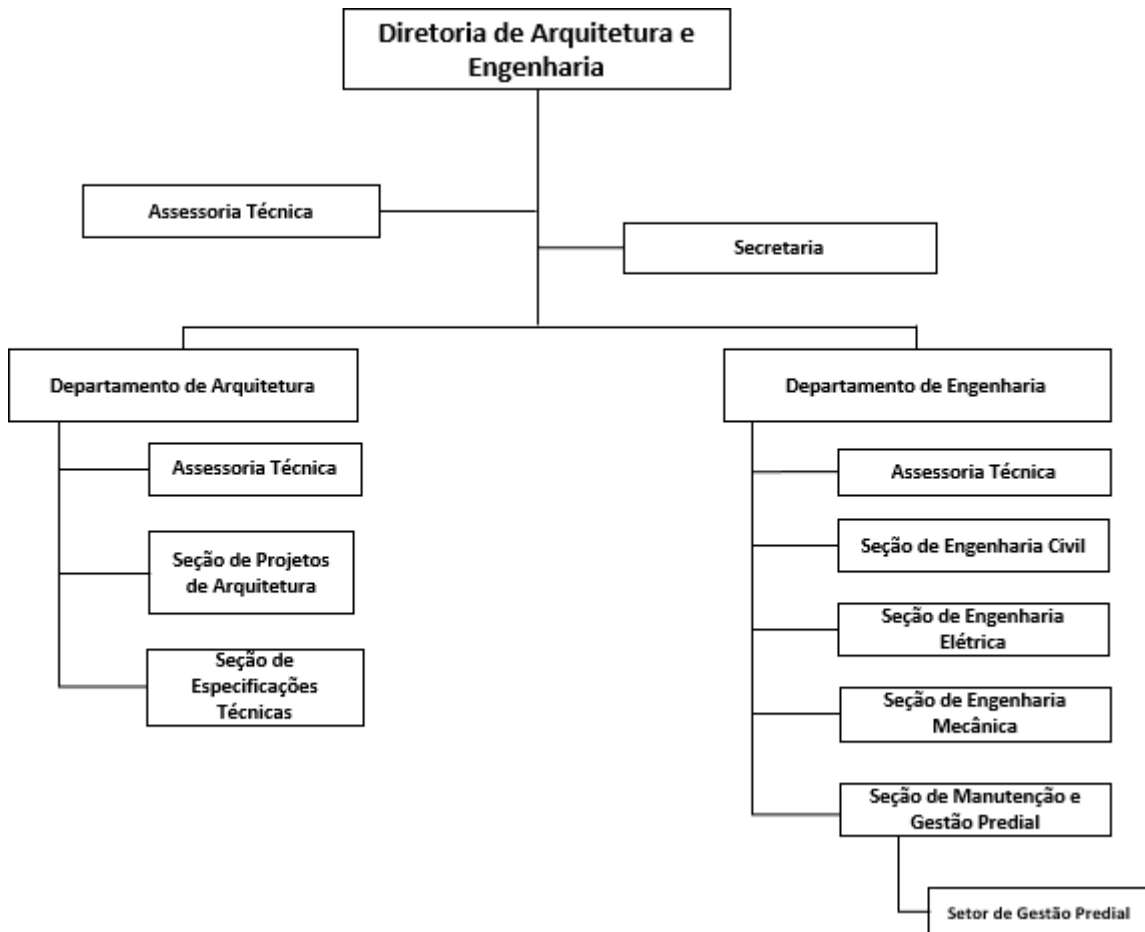 Diretoria de Arquitetura e
Engenharia
Assessoria Técnica
Secretaria
Departamento de Arquitetura
Assessoria Técnica
Seção de Projetos
de Arquitetura
Seção de
Especificações
Técnicas
Departamento de Engenharia
Assessoria Técnica
Seção de Engenharia Civil
Seção de Engenharia
Elétrica
Seção de Engenharia
Mecânica
Seção de Manutenção e
Gestão Predial
Setor de Gestão Predial